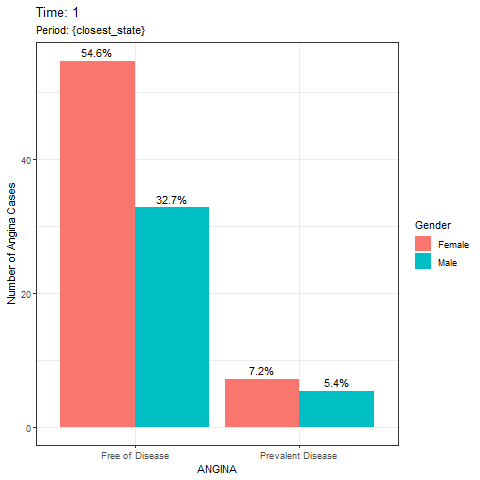 Time: 1
Period: {closest_state}
54.6%
32.7%
7.2%
5.4%
40
20
0
Number of Angina Cases
Free of Disease
Prevalent Disease
ANGINA
Gender
Female
Male